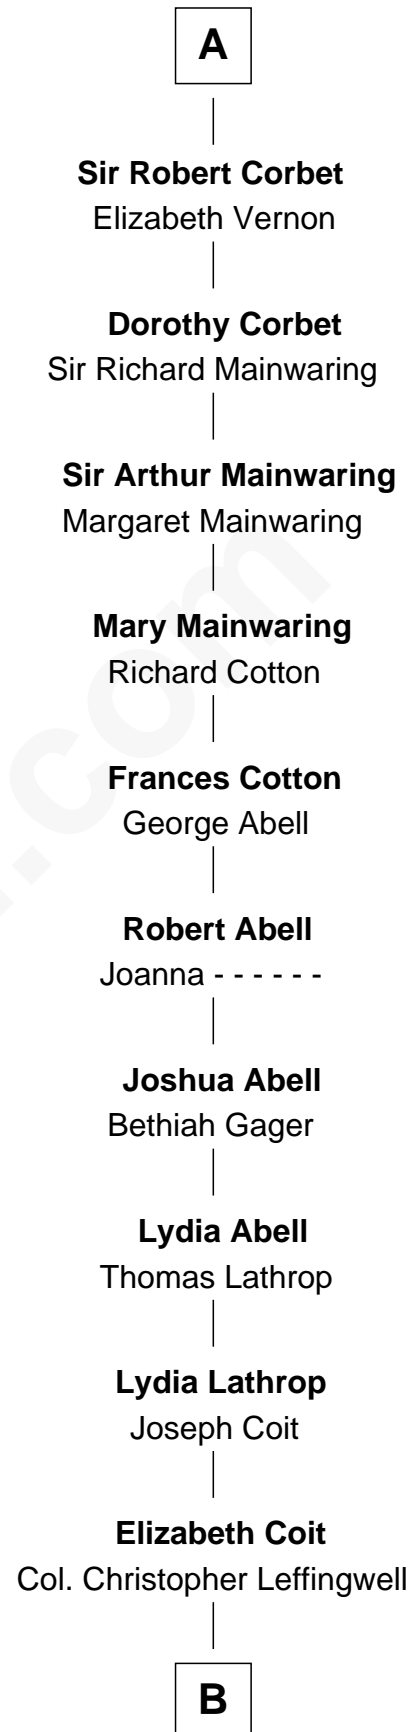 A
Sir Robert Corbet
Elizabeth Vernon
Dorothy Corbet
Sir Richard Mainwaring
Sir Arthur Mainwaring
Margaret Mainwaring
Mary Mainwaring
Richard Cotton
Frances Cotton
George Abell
Robert Abell
Joanna - - - - - -
Joshua Abell
Bethiah Gager
Lydia Abell
Thomas Lathrop
Lydia Lathrop
Joseph Coit
Elizabeth Coit
Col. Christopher Leffingwell
B
.com